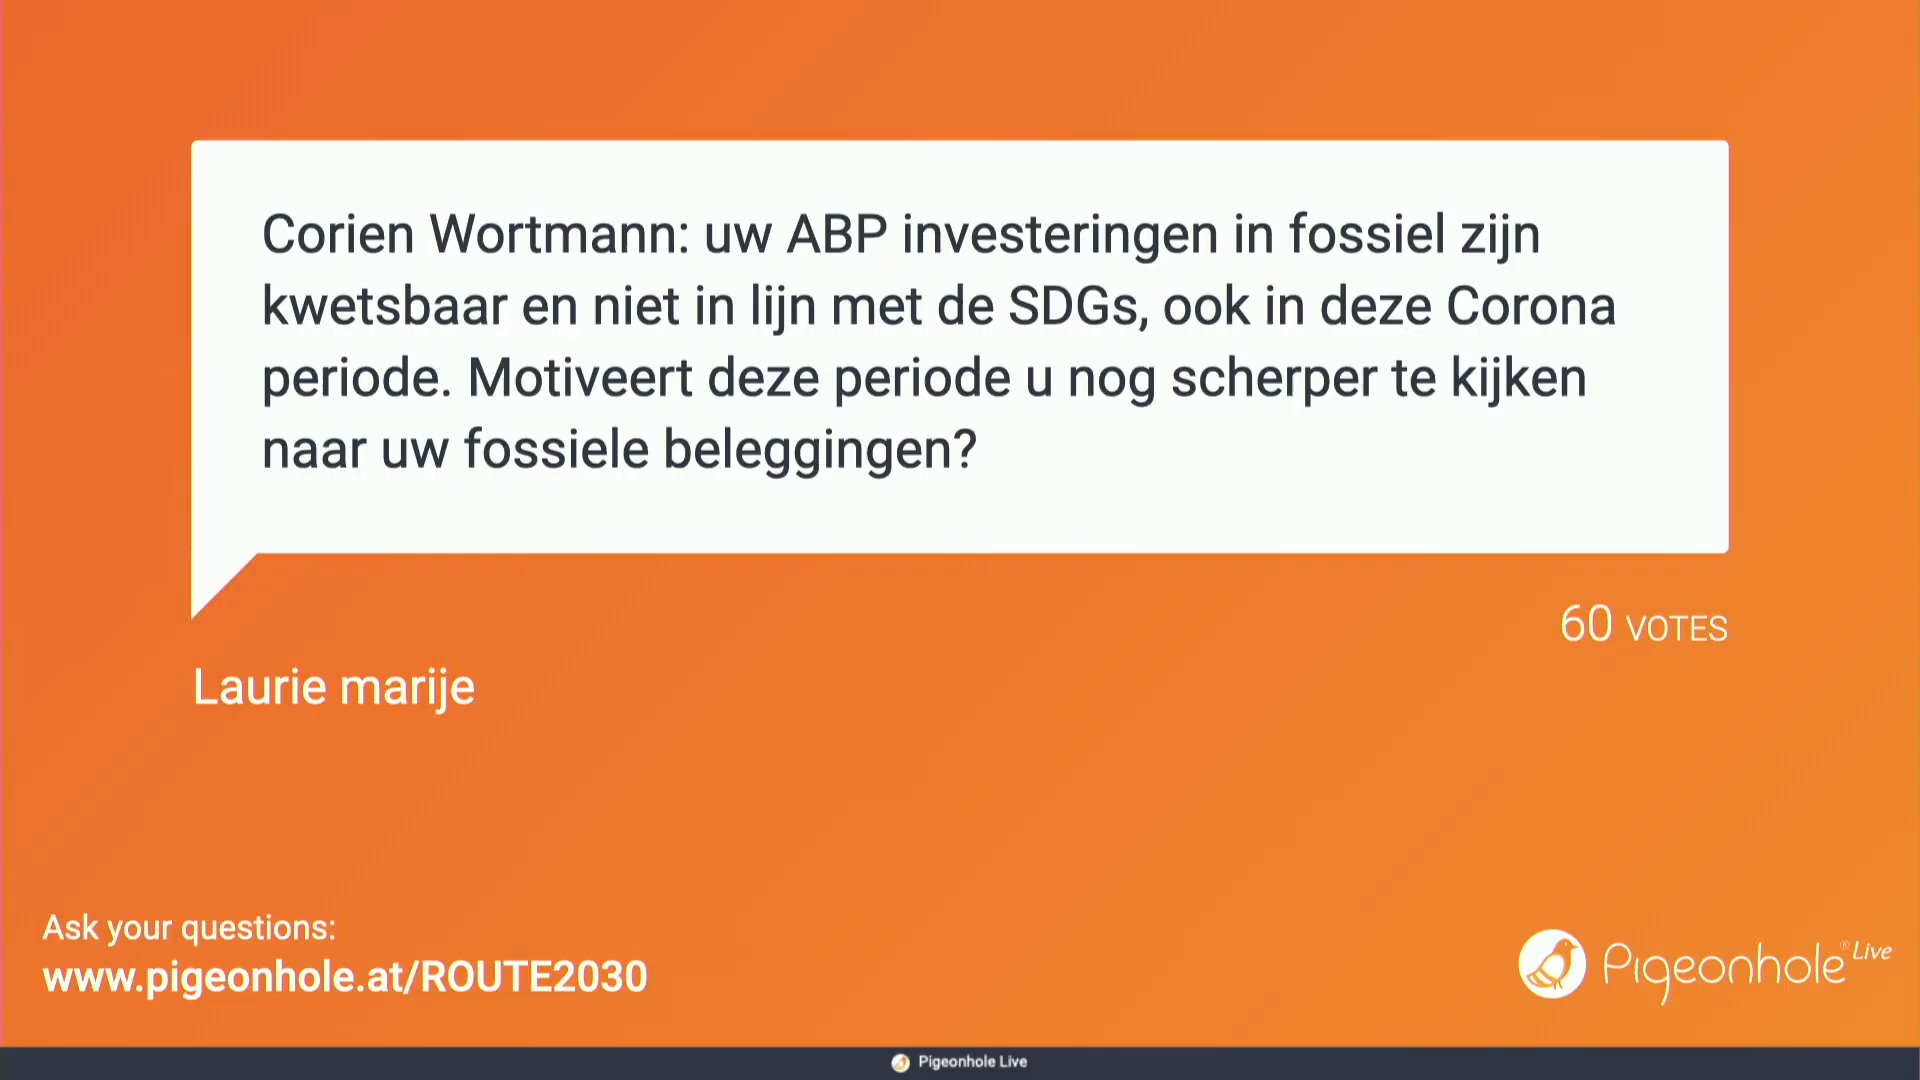 Corien Wortmann: uw ABP investeringen in fossiel zijn
kwetsbaar en niet in lijn met de SDGs, ook in deze Corona
periode. Motiveert deze periode u nog scherper te kijken
naar uw fossiele beleggingen?
60 VOTES
Laurie marije
Ask your questions:
www.pigeonhole.at/ROUTE2030
Pigeonhole® Live
Pigeonhole Live